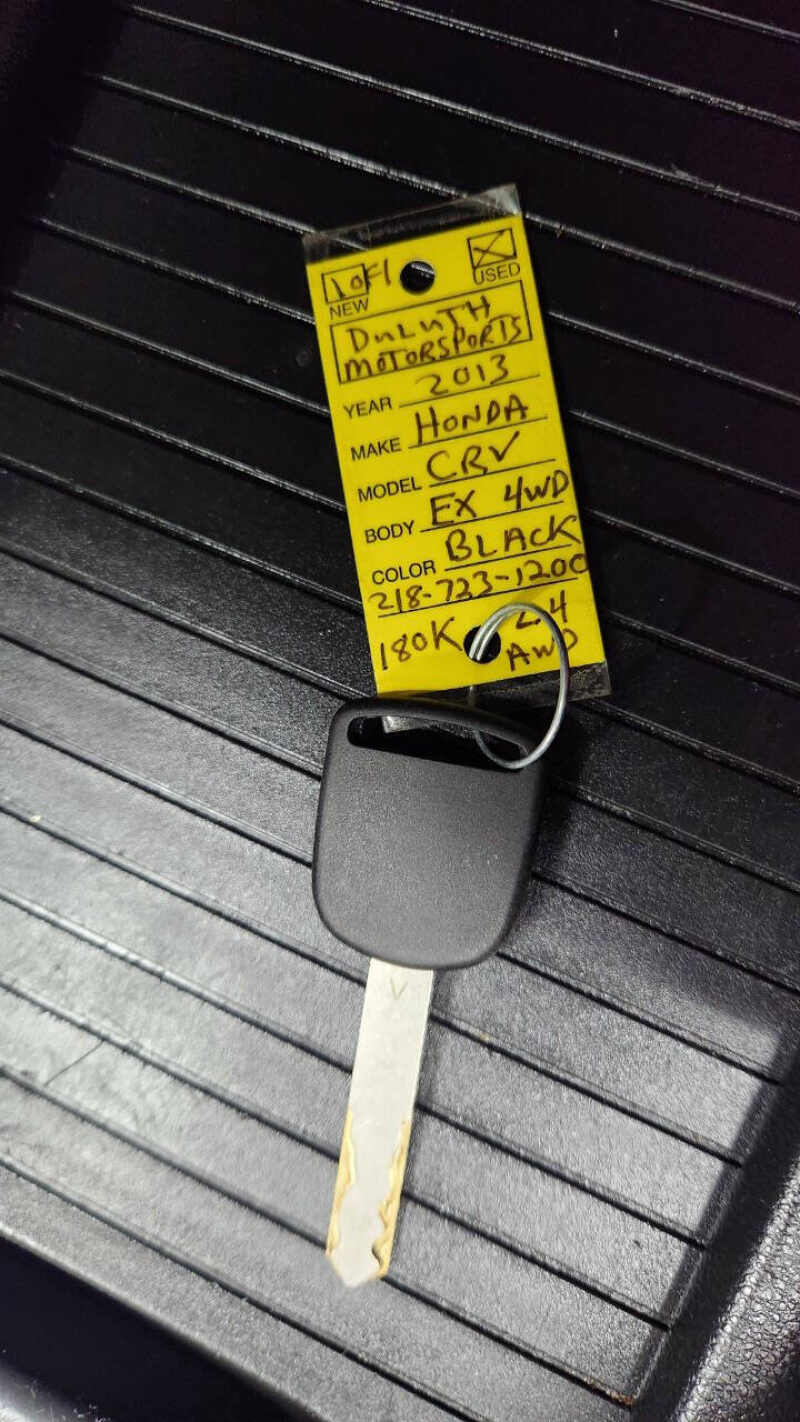 1 OF 1
NEW
USED
DULUTH
MOTORSPORTS
YEAR 2013
MAKE HONDA
MODEL CRV
BODY EX 4WD
COLOR BLACK
218-723-1200
180K 2.4
AWD
V